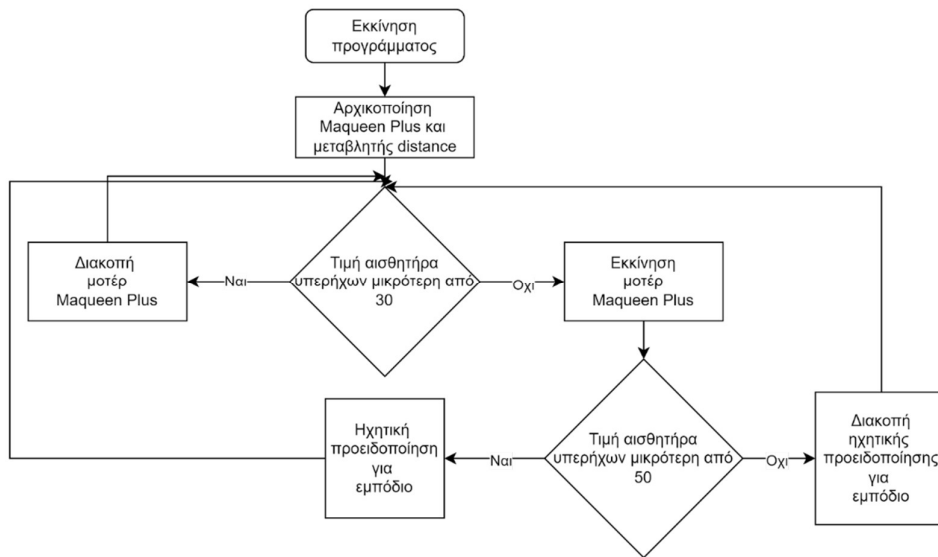 Εκκίνηση
προγράμματος
Αρχικοποίηση
Maqueen Plus και
μεταβλητής distance
Διακοπή
μοτέρ
Maqueen Plus
Ναι
Τιμή αισθητήρα
υπερήχων μικρότερη από
30
Οχι
Εκκίνηση
μοτέρ
Maqueen Plus
Ηχητική
προειδοποίηση
για
εμπόδιο
Ναι
Τιμή αισθητήρα
υπερήχων μικρότερη από
50
Οχι
Διακοπή
ηχητικής
προειδοποίησης
για
εμπόδιο